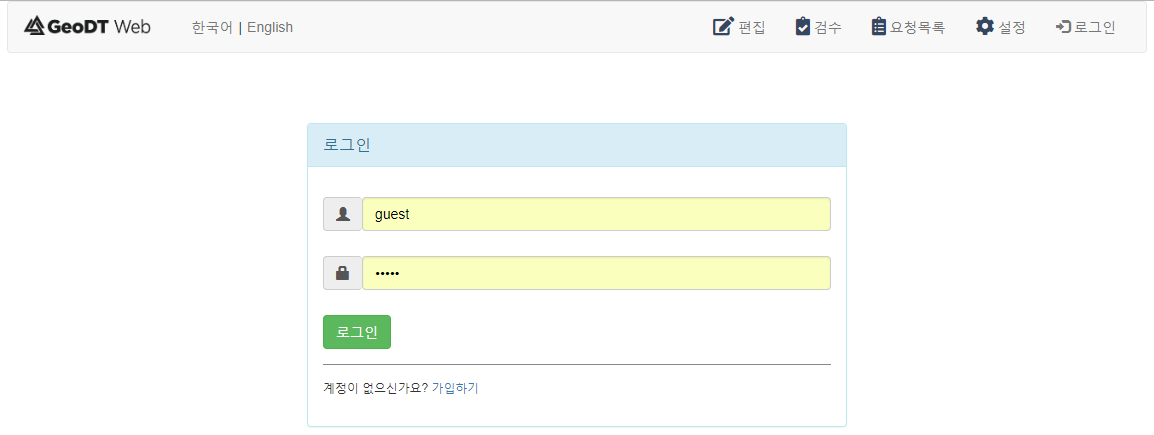 GeoDT Web 한국어 | English 편집 검수 요청목록 설정 로그인
로그인
guest
•••••
로그인
계정이 없으신가요? 가입하기